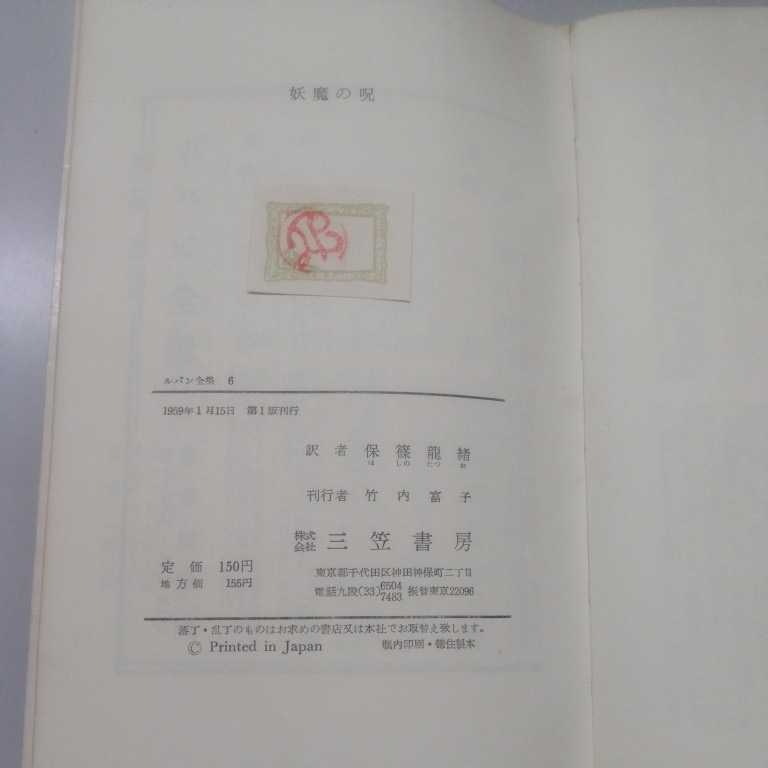 妖魔の呪
ルパン全集 6
1959年1月15日 第1版刊行
訳者 保篠龍緒
ほしのたつお
刊行者 竹内富子
株式会社 三笠書房
定価 150円
地方価 155円
東京都千代田区神田神保町二丁目
電話九段(33)6504 7483 振替東京22096
落丁・乱丁のものはお求めの書店又は本社でお取替え致します。
© Printed in Japan
堀内印刷・製本